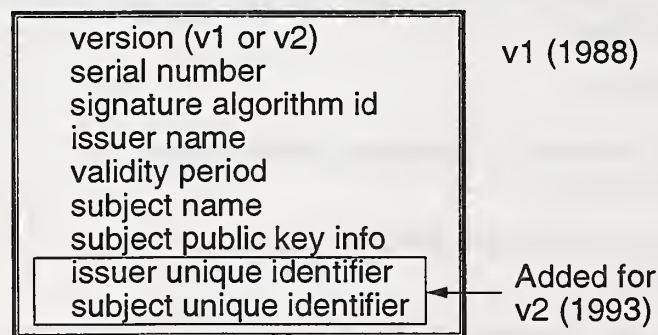 version (v1 or v2)
serial number
signature algorithm id
issuer name
validity period
subject name
subject public key info
issuer unique identifier
subject unique identifier
v1 (1988)
Added for
v2 (1993)